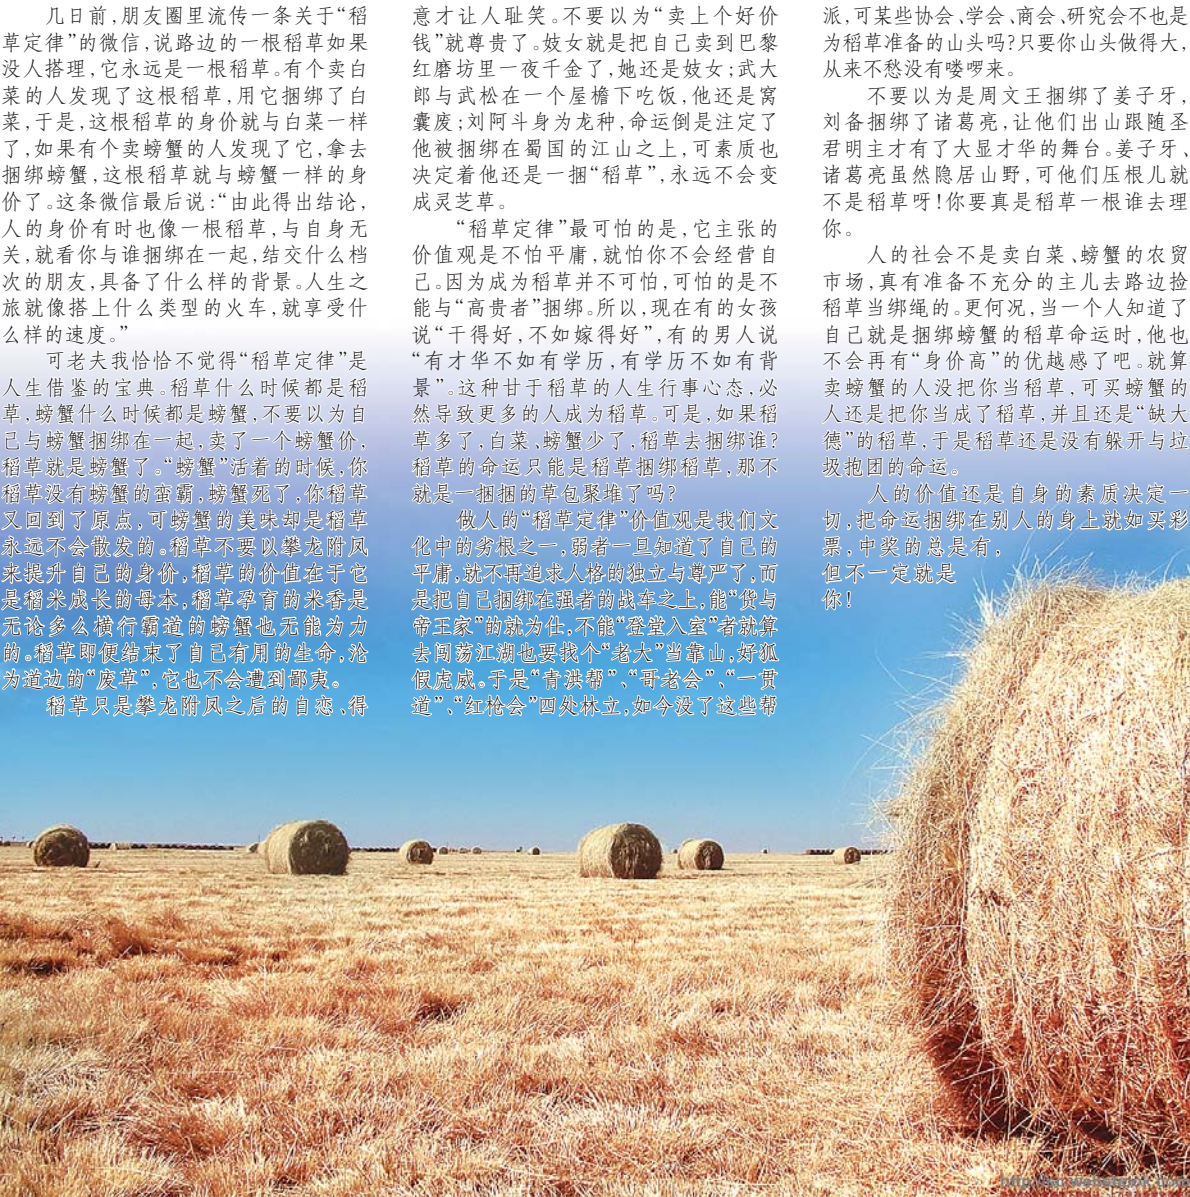 几日前,朋友圈里流传一条关于“稻
草定律”的微信,说路边的一根稻草如果
没人搭理,它永远是一根稻草。有个卖白
菜的人发现了这根稻草,用它捆绑了白
菜,于是,这根稻草的身价就与白菜一样
了,如果有个卖螃蟹的人发现了它,拿去
捆绑螃蟹,这根稻草就与螃蟹一样的身
价了。这条微信最后说:“由此得出结论,
人的身价有时也像一根稻草,与自身无
关,就看你与谁捆绑在一起,结交什么档
次的朋友,具备了什么样的背景。人生之
旅就像搭上什么类型的火车,就享受什
么样的速度。”
可老夫我恰恰不觉得“稻草定律”是
人生借鉴的宝典。稻草什么时候都是稻
草,螃蟹什么时候都是螃蟹,不要以为自
己与螃蟹捆绑在一起,卖了一个螃蟹价,
稻草就是螃蟹了。“螃蟹”活着的时候,你
稻草没有螃蟹的蛮霸,螃蟹死了,你稻草
又回到了原点,可螃蟹的美味却是稻草
永远不会散发的。稻草不要以攀龙附凤
来提升自己的身价,稻草的价值在于它
是稻米成长的母本,稻草孕育的米香是
无论多么横行霸道的螃蟹也无能为力
的。稻草即便结束了自己有用的生命,沦
为道边的“废草”,它也不会遭到鄙夷。
稻草只是攀龙附凤之后的自恋、得
意才让人耻笑。不要以为“卖上个好价
钱”就尊贵了。妓女就是把自己卖到巴黎
红磨坊里一夜千金了,她还是妓女;武大
郎与武松在一个屋檐下吃饭,他还是窝
囊废;刘阿斗身为龙种,命运倒是注定了
他被捆绑在蜀国的江山之上,可素质也
决定着他还是一捆“稻草”,永远不会变
成灵芝草。
“稻草定律”最可怕的是,它主张的
价值观是不怕平庸,就怕你不会经营自
己。因为成为稻草并不可怕,可怕的是不
能与“高贵者”捆绑。所以,现在有的女孩
说“干得好,不如嫁得好”,有的男人说
“有才华不如有学历,有学历不如有背
景”。这种甘于稻草的人生行事心态,必
然导致更多的人成为稻草。可是,如果稻
草多了,白菜、螃蟹少了,稻草去捆绑谁?
稻草的命运只能是稻草捆绑稻草,那不
就是一捆捆的草包聚堆了吗?
做人的“稻草定律”价值观是我们文
化中的劣根之一,弱者一旦知道了自己的
平庸,就不再追求人格的独立与尊严了,而
是把自己捆绑在强者的战车之上,能“货与
帝王家”的就为仕,不能“登堂入室”者就算
去闯荡江湖也要找个“老大”当靠山,好狐
假虎威。于是“青洪帮”、“哥老会”、“一贯
道”、“红枪会”四处林立,如今没了这些帮
派,可某些协会、学会、商会、研究会不也是
为稻草准备的山头吗?只要你山头做得大,
从来不愁没有喽啰来。
不要以为是周文王捆绑了姜子牙,
刘备捆绑了诸葛亮,让他们出山跟随圣
君明主才有了大显才华的舞台。姜子牙、
诸葛亮虽然隐居山野,可他们压根儿就
不是稻草呀!你要真是稻草一根谁去理
你。
人的社会不是卖白菜、螃蟹的农贸
市场,真有准备不充分的主儿去路边捡
稻草当绑绳的。更何况,当一个人知道了
自己就是捆绑螃蟹的稻草命运时,他也
不会再有“身价高”的优越感了吧。就算
卖螃蟹的人没把你当稻草,可买螃蟹的
人还是把你当成了稻草,并且还是“缺大
德”的稻草,于是稻草还是没有躲开与垃
圾抱团的命运。
人的价值还是自身的素质决定一
切,把命运捆绑在别人的身上就如买彩
票,中奖的总是有,
但不一定就是
你!